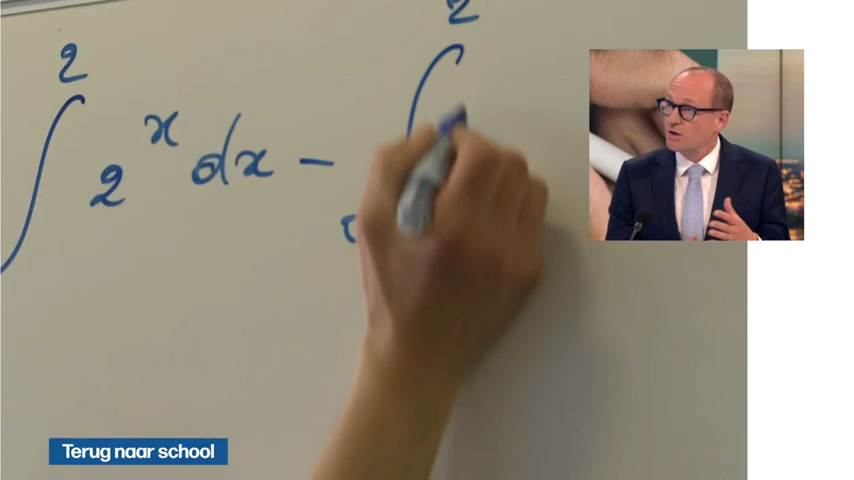 2 2
∫ 2^x dx − ∫
Terug naar school